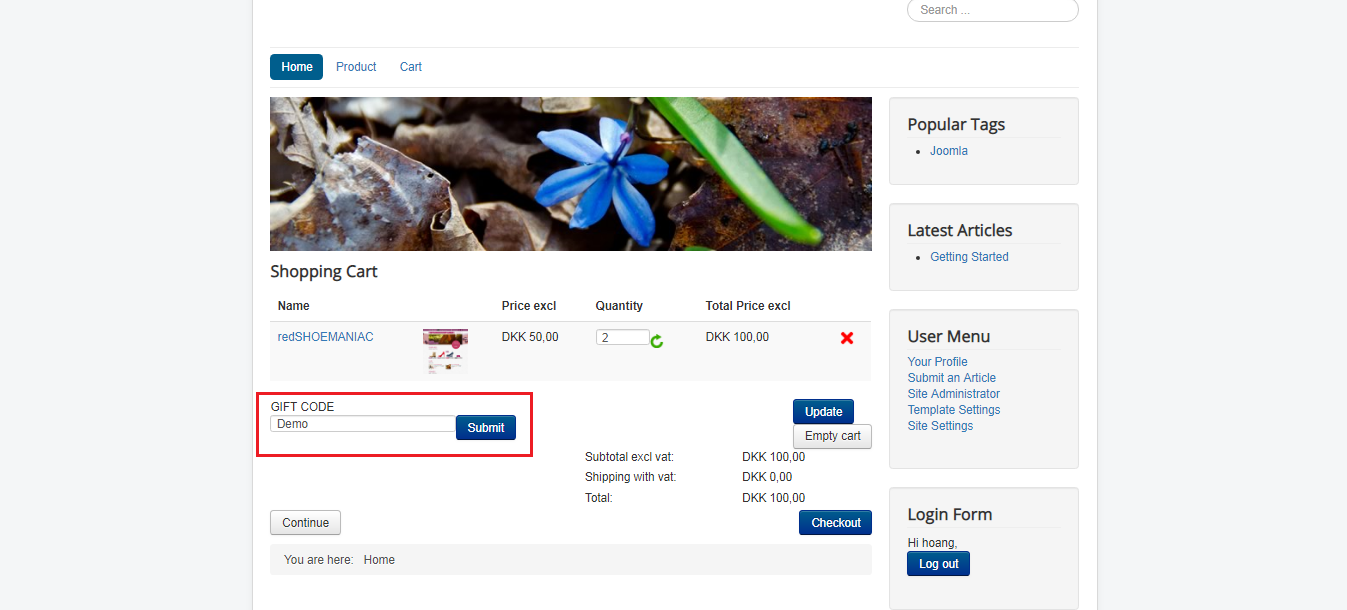 Search ...
Home Product Cart
Shopping Cart
Name Price excl Quantity Total Price excl
redSHOEMANIAC DKK 50,00 2 DKK 100,00
GIFT CODE
Demo Submit
Update
Empty cart
Subtotal excl vat: DKK 100,00
Shipping with vat: DKK 0,00
Total: DKK 100,00
Continue Checkout
You are here: Home
Popular Tags
Joomla
Latest Articles
Getting Started
User Menu
Your Profile
Submit an Article
Site Administrator
Template Settings
Site Settings
Login Form
Hi hoang,
Log out